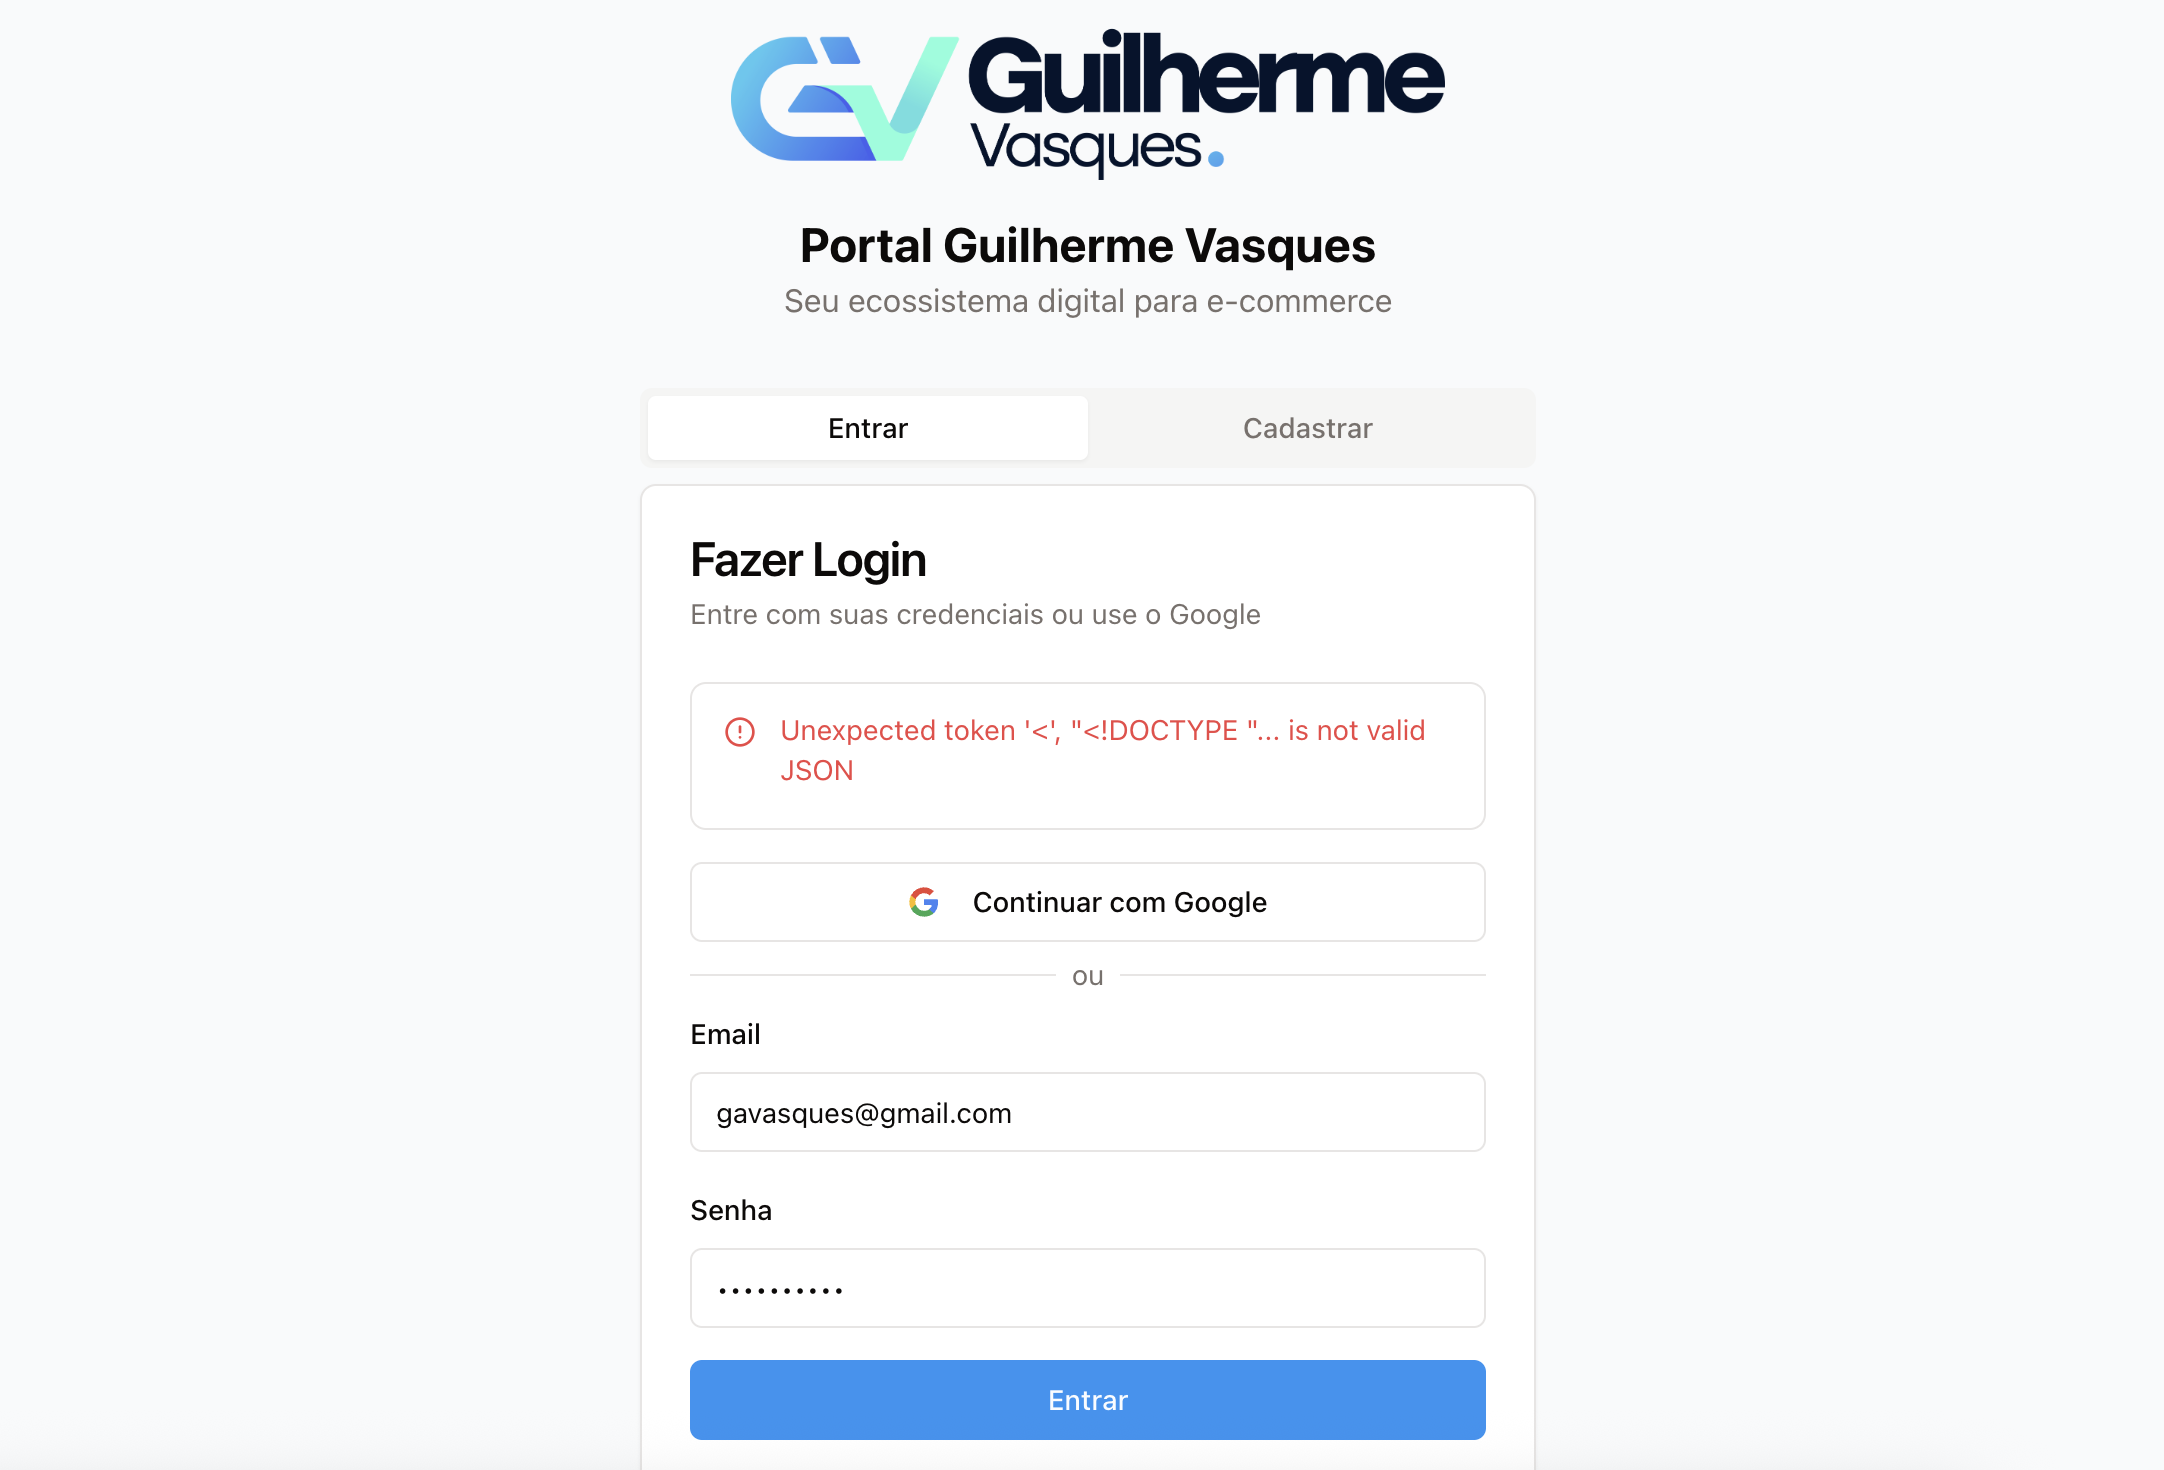 Guilherme
Vasques.
Portal Guilherme Vasques
Seu ecossistema digital para e-commerce
Entrar
Cadastrar
Fazer Login
Entre com suas credenciais ou use o Google
Unexpected token '<', "<!DOCTYPE "... is not valid
JSON
Continuar com Google
ou
Email
gavasques@gmail.com
Senha
••••••••••
Entrar